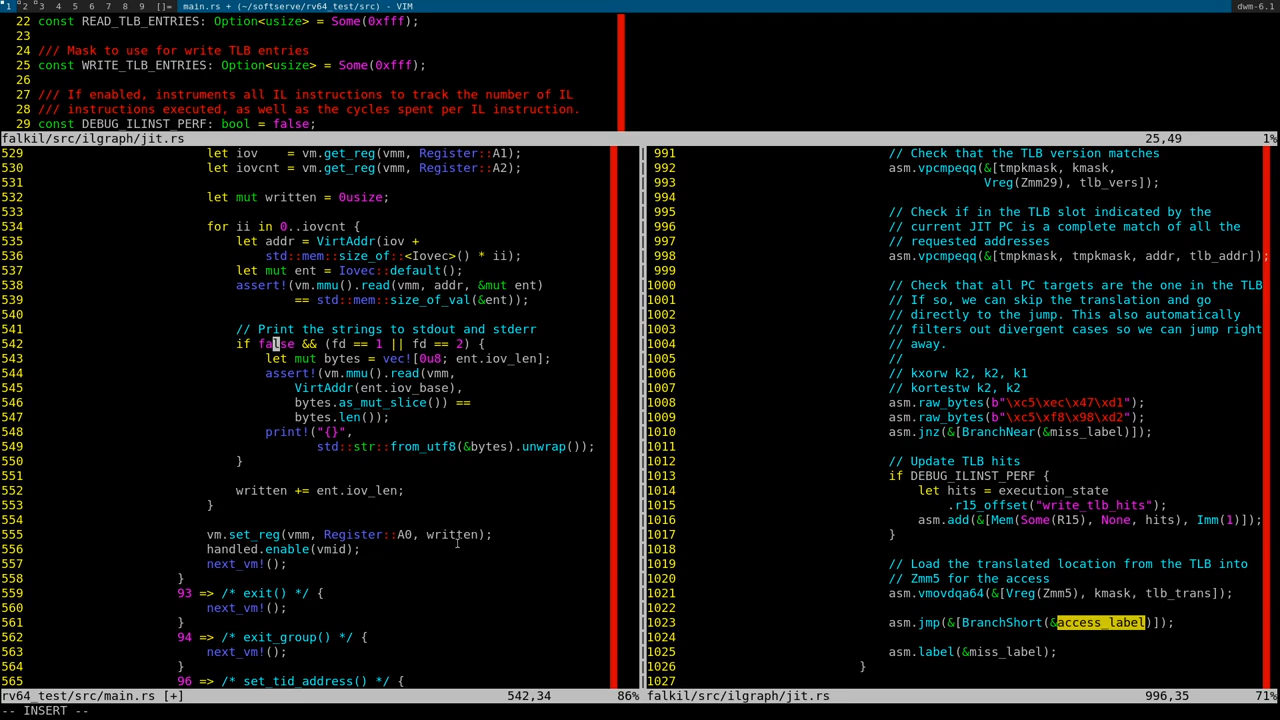 1 2 3 4 5 6 7 8 9 []= main.rs + (~/softserve/rv64_test/src) - VIM dwm-6.1
22 const READ_TLB_ENTRIES: Option<usize> = Some(0xfff);
23
24 /// Mask to use for write TLB entries
25 const WRITE_TLB_ENTRIES: Option<usize> = Some(0xfff);
26
27 /// If enabled, instruments all IL instructions to track the number of IL
28 /// instructions executed, as well as the cycles spent per IL instruction.
29 const DEBUG_ILINST_PERF: bool = false;
falkil/src/ilgraph/jit.rs 25,49 1%
529 let iov    = vm.get_reg(vmm, Register::A1);
530 let iovcnt = vm.get_reg(vmm, Register::A2);
531
532 let mut written = 0usize;
533
534 for ii in 0..iovcnt {
535 let addr = VirtAddr(iov +
536 std::mem::size_of::<Iovec>() * ii);
537 let mut ent = Iovec::default();
538 assert!(vm.mmu().read(vmm, addr, &mut ent)
539 == std::mem::size_of_val(&ent));
540
541 // Print the strings to stdout and stderr
542 if false && (fd == 1 || fd == 2) {
543 let mut bytes = vec![0u8; ent.iov_len];
544 assert!(vm.mmu().read(vmm,
545 VirtAddr(ent.iov_base),
546 bytes.as_mut_slice()) ==
547 bytes.len());
548 print!("{}",
549 std::str::from_utf8(&bytes).unwrap());
550 }
551
552 written += ent.iov_len;
553 }
554
555 vm.set_reg(vmm, Register::A0, written);
556 handled.enable(vmid);
557 next_vm!();
558 }
559 93 => /* exit() */ {
560 next_vm!();
561 }
562 94 => /* exit_group() */ {
563 next_vm!();
564 }
565 96 => /* set_tid_address() */ {
rv64_test/src/main.rs [+] 542,34 86%
991 // Check that the TLB version matches
992 asm.vpcmpeqq(&[tmpkmask, kmask,
993 Vreg(Zmm29), tlb_vers]);
994
995 // Check if in the TLB slot indicated by the
996 // current JIT PC is a complete match of all the
997 // requested addresses
998 asm.vpcmpeqq(&[tmpkmask, tmpkmask, addr, tlb_addr]);
999
1000 // Check that all PC targets are the one in the TLB
1001 // If so, we can skip the translation and go
1002 // directly to the jump. This also automatically
1003 // filters out divergent cases so we can jump right
1004 // away.
1005 //
1006 // kxorw k2, k2, k1
1007 // kortestw k2, k2
1008 asm.raw_bytes(b"\xc5\xec\x47\xd1");
1009 asm.raw_bytes(b"\xc5\xf8\x98\xd2");
1010 asm.jnz(&[BranchNear(&miss_label)]);
1011
1012 // Update TLB hits
1013 if DEBUG_ILINST_PERF {
1014 let hits = execution_state
1015 .r15_offset("write_tlb_hits");
1016 asm.add(&[Mem(Some(R15), None, hits), Imm(1)]);
1017 }
1018
1019 // Load the translated location from the TLB into
1020 // Zmm5 for the access
1021 asm.vmovdqa64(&[Vreg(Zmm5), kmask, tlb_trans]);
1022
1023 asm.jmp(&[BranchShort(&access_label)]);
1024
1025 asm.label(&miss_label);
1026 }
1027
falkil/src/ilgraph/jit.rs 996,35 71%
-- INSERT --